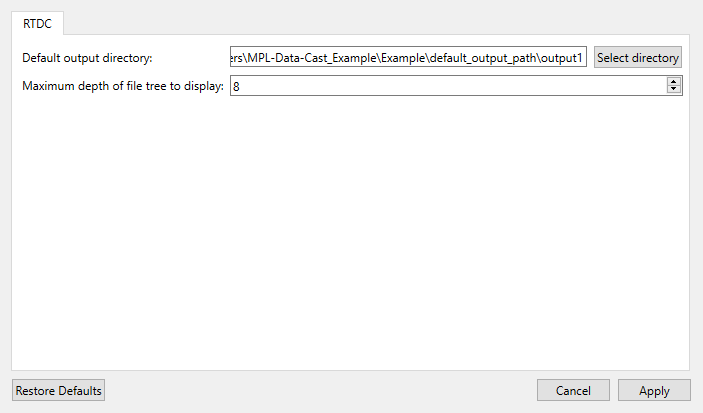 RTDC
Default output directory: ers\MPL-Data-Cast_Example\Example\default_output_path\output1 Select directory
Maximum depth of file tree to display: 8
Restore Defaults Cancel Apply